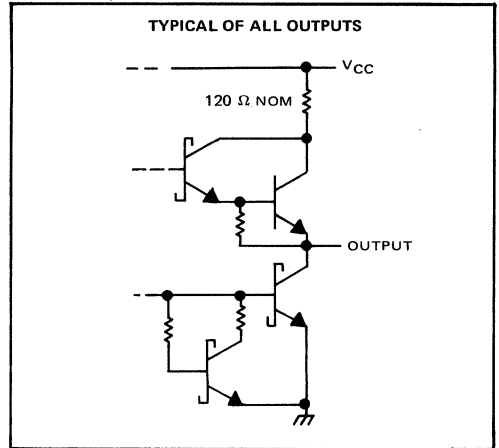 TYPICAL OF ALL OUTPUTS
VCC
120 Ω NOM
OUTPUT